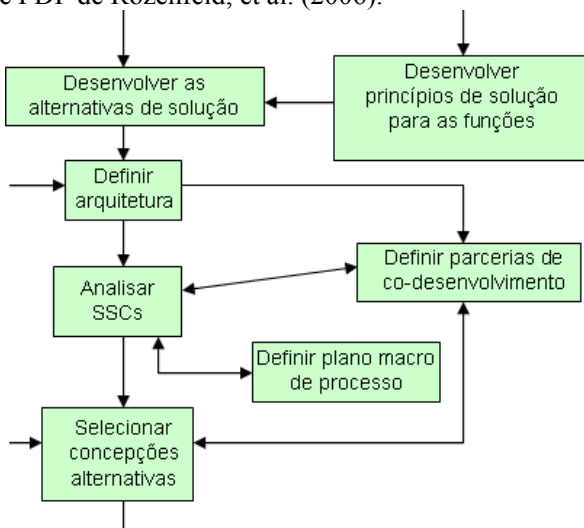 PDP de Rozenfeld, et al. (2006).
Desenvolver as
alternativas de solução
Desenvolver
princípios de solução
para as funções
Definir
arquitetura
Definir parcerias de
co-desenvolvimento
Analisar
SSCs
Definir plano macro
de processo
Selecionar
concepções
alternativas